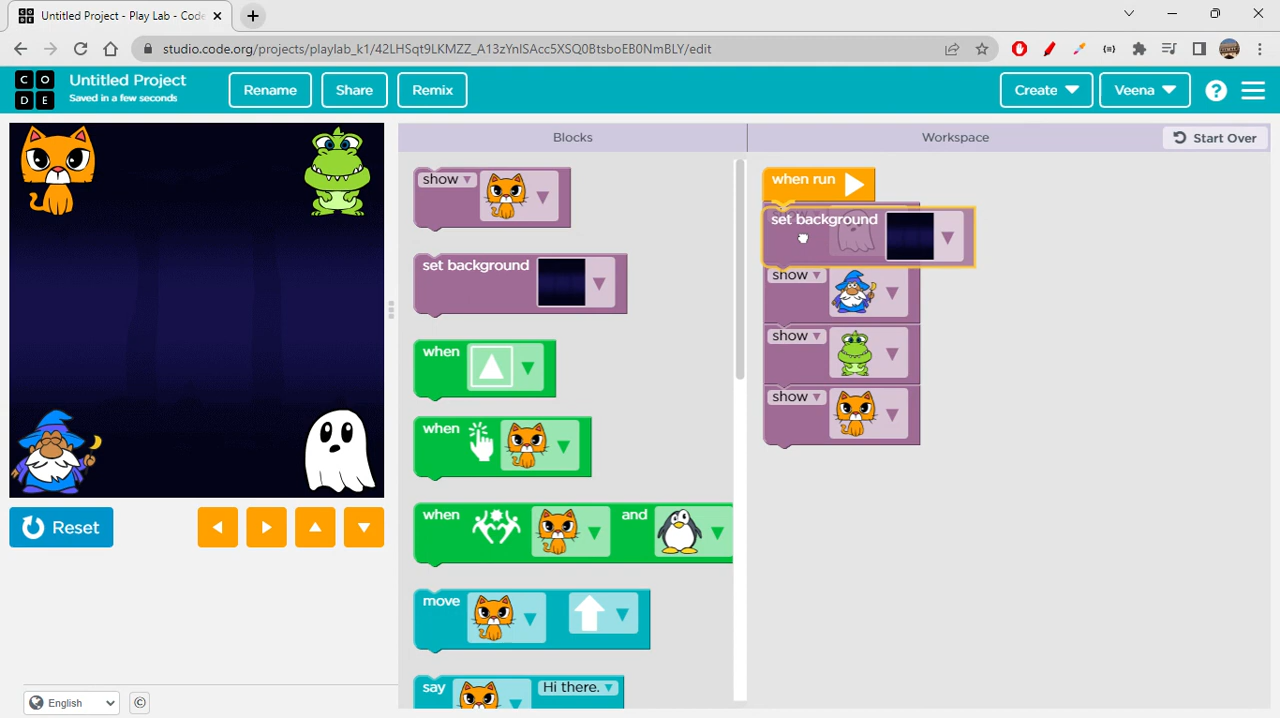 Untitled Project - Play Lab - Code
studio.code.org/projects/playlab_k1/42LHSqt9LKMZZ_A13zYnlSAcc5XSQ0BtsboEB0NmBLY/edit
C O
D E
Untitled Project
Saved in a few seconds
Rename
Share
Remix
Create
Veena
?
Blocks
Workspace
Start Over
show
set background
when
when
when and
move
say Hi there.
when run
set background
show
show
show
Reset
English
©